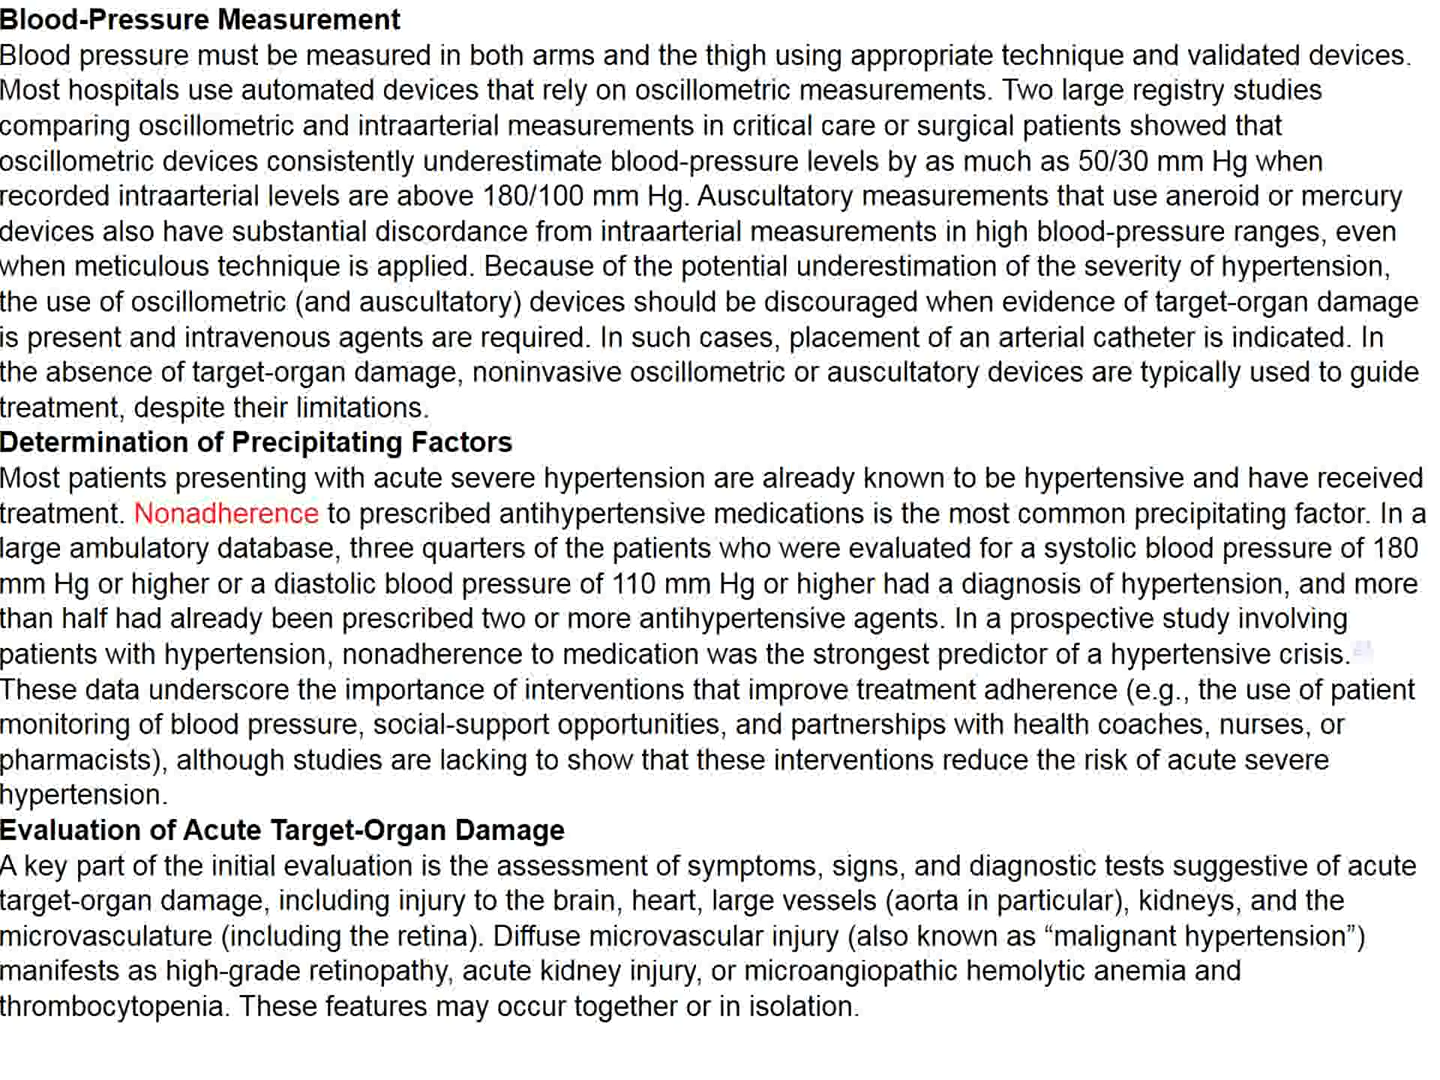 Blood-Pressure Measurement
Blood pressure must be measured in both arms and the thigh using appropriate technique and validated devices.
Most hospitals use automated devices that rely on oscillometric measurements. Two large registry studies
comparing oscillometric and intraarterial measurements in critical care or surgical patients showed that
oscillometric devices consistently underestimate blood-pressure levels by as much as 50/30 mm Hg when
recorded intraarterial levels are above 180/100 mm Hg. Auscultatory measurements that use aneroid or mercury
devices also have substantial discordance from intraarterial measurements in high blood-pressure ranges, even
when meticulous technique is applied. Because of the potential underestimation of the severity of hypertension,
the use of oscillometric (and auscultatory) devices should be discouraged when evidence of target-organ damage
is present and intravenous agents are required. In such cases, placement of an arterial catheter is indicated. In
the absence of target-organ damage, noninvasive oscillometric or auscultatory devices are typically used to guide
treatment, despite their limitations.
Determination of Precipitating Factors
Most patients presenting with acute severe hypertension are already known to be hypertensive and have received
treatment. Nonadherence to prescribed antihypertensive medications is the most common precipitating factor. In a
large ambulatory database, three quarters of the patients who were evaluated for a systolic blood pressure of 180
mm Hg or higher or a diastolic blood pressure of 110 mm Hg or higher had a diagnosis of hypertension, and more
than half had already been prescribed two or more antihypertensive agents. In a prospective study involving
patients with hypertension, nonadherence to medication was the strongest predictor of a hypertensive crisis.
These data underscore the importance of interventions that improve treatment adherence (e.g., the use of patient
monitoring of blood pressure, social-support opportunities, and partnerships with health coaches, nurses, or
pharmacists), although studies are lacking to show that these interventions reduce the risk of acute severe
hypertension.
Evaluation of Acute Target-Organ Damage
A key part of the initial evaluation is the assessment of symptoms, signs, and diagnostic tests suggestive of acute
target-organ damage, including injury to the brain, heart, large vessels (aorta in particular), kidneys, and the
microvasculature (including the retina). Diffuse microvascular injury (also known as “malignant hypertension”)
manifests as high-grade retinopathy, acute kidney injury, or microangiopathic hemolytic anemia and
thrombocytopenia. These features may occur together or in isolation.